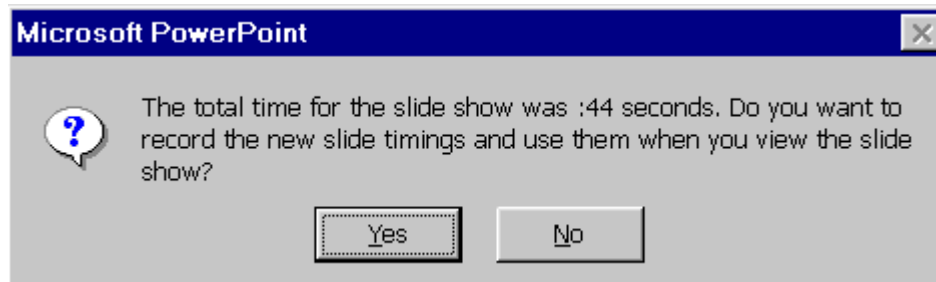 Microsoft PowerPoint
The total time for the slide show was :44 seconds. Do you want to
record the new slide timings and use them when you view the slide
show?
Yes
No